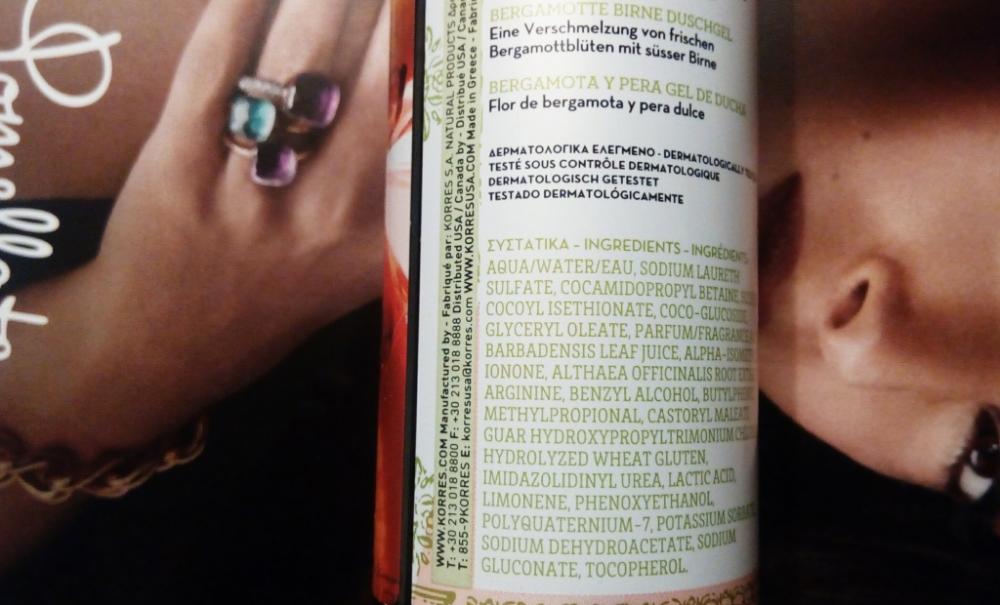 BERGAMOTTE BIRNE DUSCHGEL
Eine Verschmelzung von frischen
Bergamottblüten mit süsser Birne
BERGAMOTA Y PERA GEL DE DUCHA
Flor de bergamota y pera dulce
ΔΕΡΜΑΤΟΛΟΓΙΚΑ ΕΛΕΓΜΕΝΟ - DERMATOLOGICALLY
TESTÉ SOUS CONTRÔLE DERMATOLOGIQUE
DERMATOLOGISCH GETESTET
TESTADO DERMATOLÓGICAMENTE
ΣΥΣΤΑΤΙΚΑ - INGREDIENTS - INGRÉDIENTS
AQUA/WATER/EAU, SODIUM LAURETH
SULFATE, COCAMIDOPROPYL BETAINE,
COCOYL ISETHIONATE, COCO-GLUCOSIDE,
GLYCERYL OLEATE, PARFUM/FRAGRANCE,
BARBADENSIS LEAF JUICE, ALPHA-ISOMETHYL
IONONE, ALTHAEA OFFICINALIS ROOT
ARGININE, BENZYL ALCOHOL,
METHYLPROPIONAL, CASTORYL MALEATE,
GUAR HYDROXYPROPYLTRIMONIUM
HYDROLYZED WHEAT GLUTEN,
IMIDAZOLIDINYL UREA, LACTIC ACID,
LIMONENE, PHENOXYETHANOL,
POLYQUATERNIUM-7, POTASSIUM SORBATE,
SODIUM DEHYDROACETATE, SODIUM
GLUCONATE, TOCOPHEROL.
WWW.KORRES.COM Manufactured by - Fabriqué par: KORRES S.A. NATURAL PRODUCTS
T: +30 213 018 8800 F: +30 213 018 8888 Distributed USA / Canada by - Distribué USA /
T: 855-9KORRES E: korresusa@korres.com WWW.KORRESUSA.COM Made in Greece -